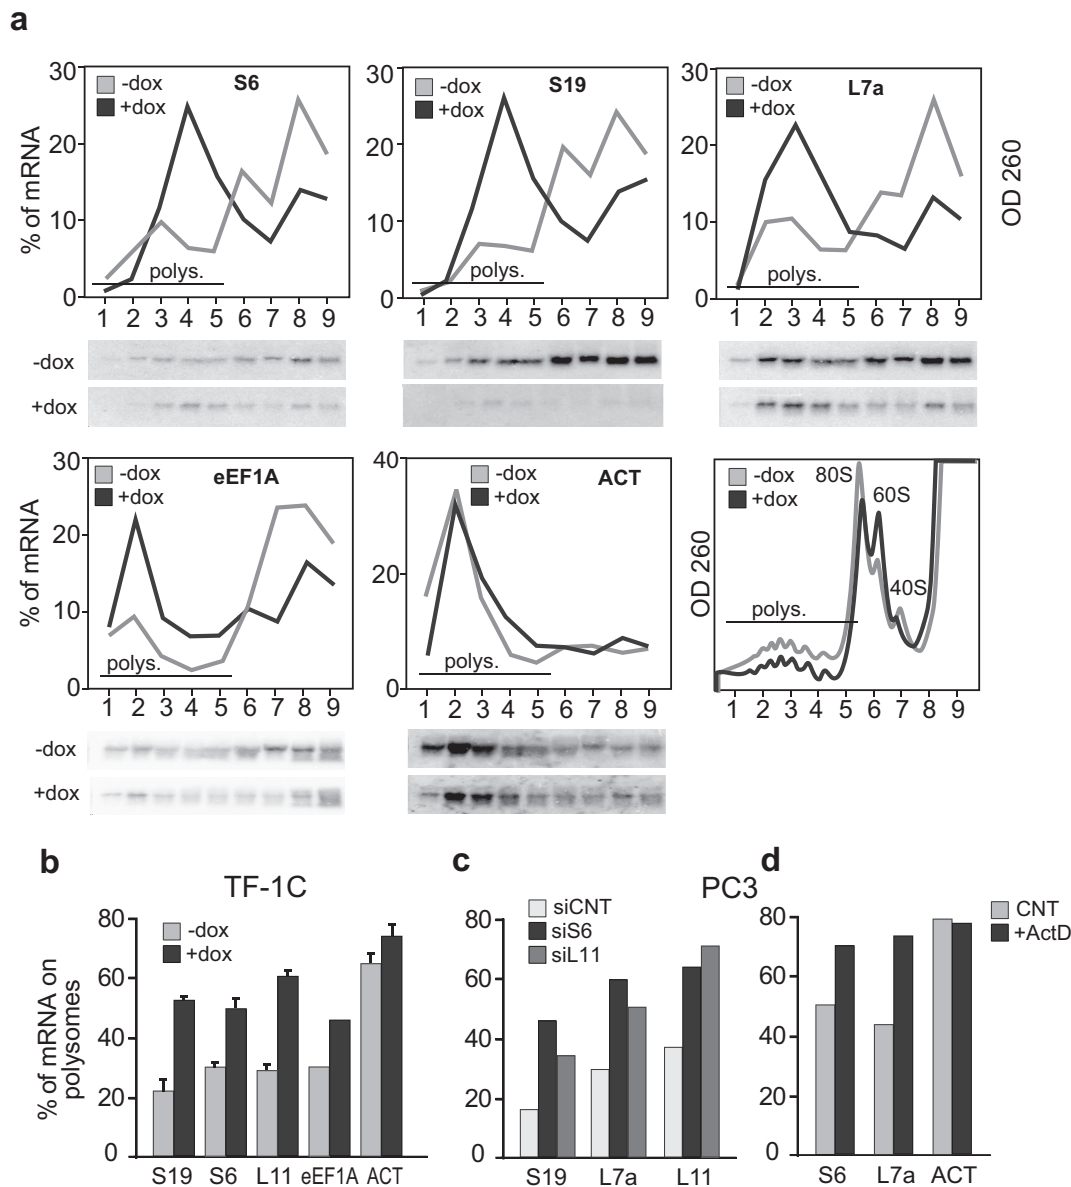 a
S6
-dox
+dox
30
20
10
0
% of mRNA
polys.
1 2 3 4 5 6 7 8 9
S19
-dox
+dox
30
20
10
0
polys.
1 2 3 4 5 6 7 8 9
L7a
-dox
+dox
30
20
10
0
polys.
1 2 3 4 5 6 7 8 9
OD 260
-dox
+dox
eEF1A
-dox
+dox
30
20
10
0
% of mRNA
polys.
1 2 3 4 5 6 7 8 9
ACT
-dox
+dox
40
20
0
polys.
1 2 3 4 5 6 7 8 9
-dox
+dox
80S
60S
40S
OD 260
polys.
1 2 3 4 5 6 7 8 9
-dox
+dox
b
TF-1C
-dox
+dox
80
60
40
20
0
% of mRNA on
polysomes
S19 S6 L11 eEF1A ACT
c
PC3
siCNT
siS6
siL11
80
60
40
20
0
S19 L7a L11
d
CNT
+ActD
80
60
40
20
0
S6 L7a ACT